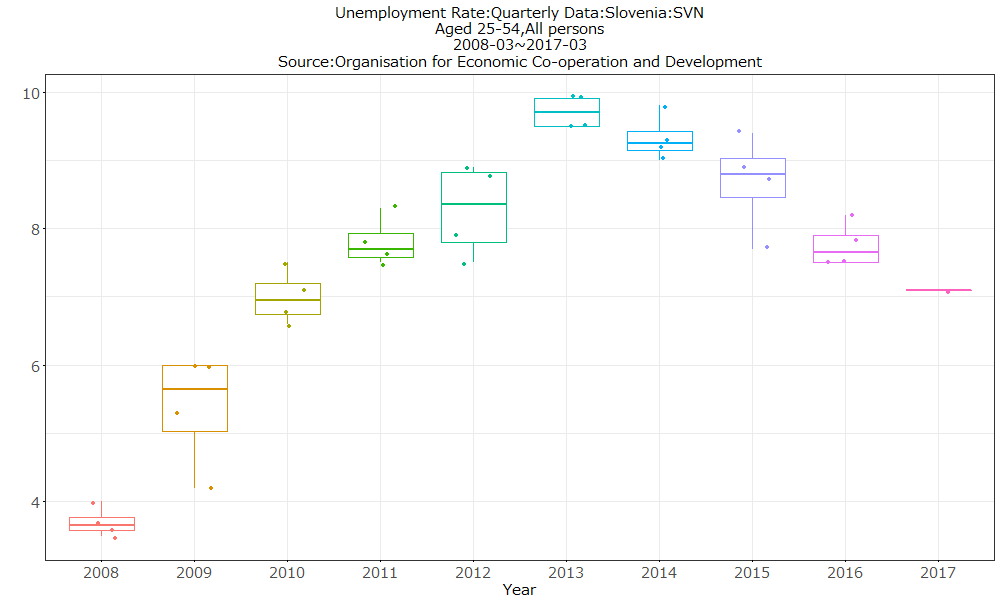 Unemployment Rate:Quarterly Data:Slovenia:SVN
Aged 25-54,All persons
2008-03~2017-03
Source:Organisation for Economic Co-operation and Development
10
8
6
4
2008 2009 2010 2011 2012 2013 2014 2015 2016 2017
Year